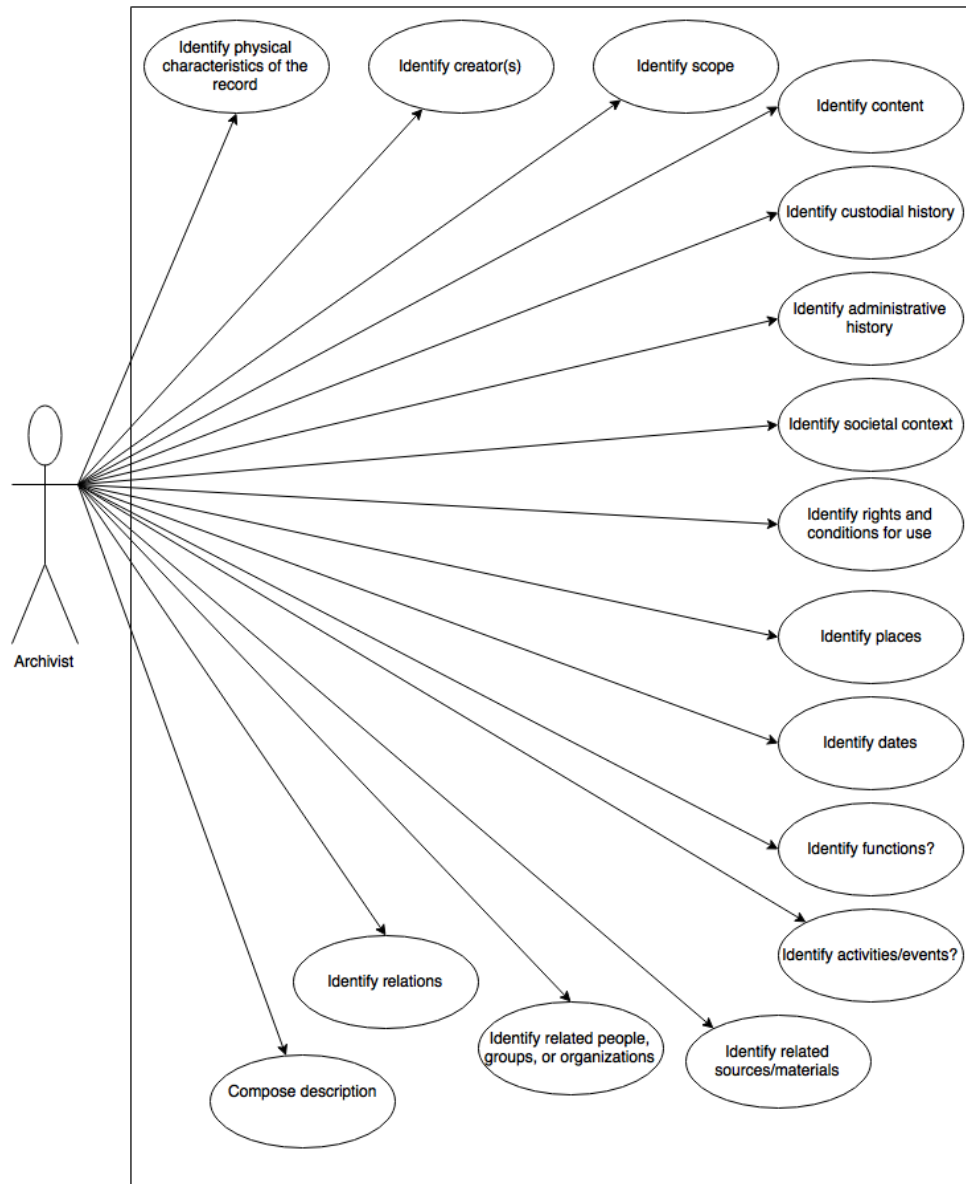 Identify physical
characteristics of the
record
Identify creator(s)
Identify scope
Identify content
Identify custodial history
Identify administrative
history
Identify societal context
Identify rights and
conditions for use
Archivist
Identify places
Identify dates
Identify functions?
Identify activities/events?
Identify relations
Identify related people,
groups, or organizations
Identify related
sources/materials
Compose description